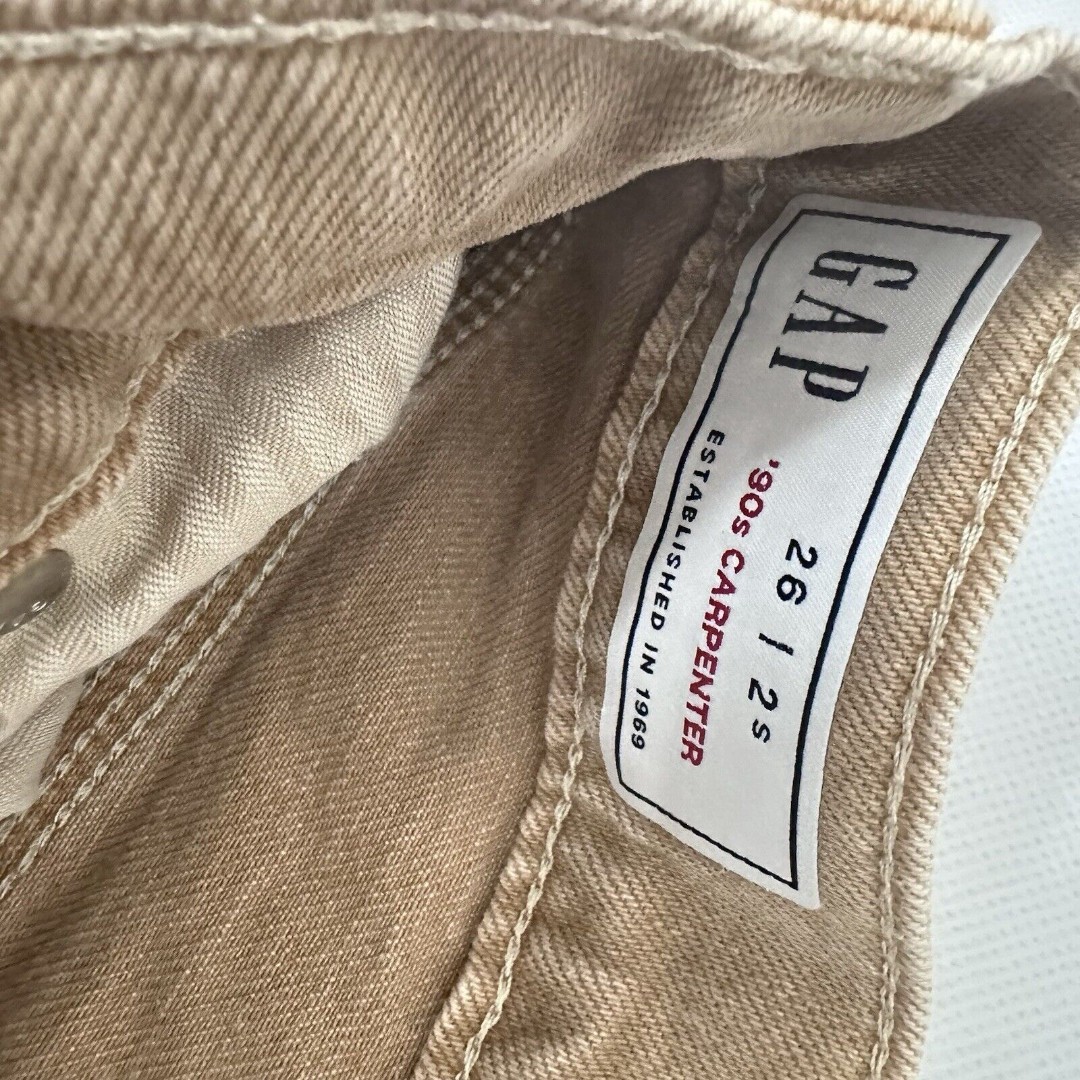 GAP
26 | 2s
'90s CARPENTER
ESTABLISHED IN 1969